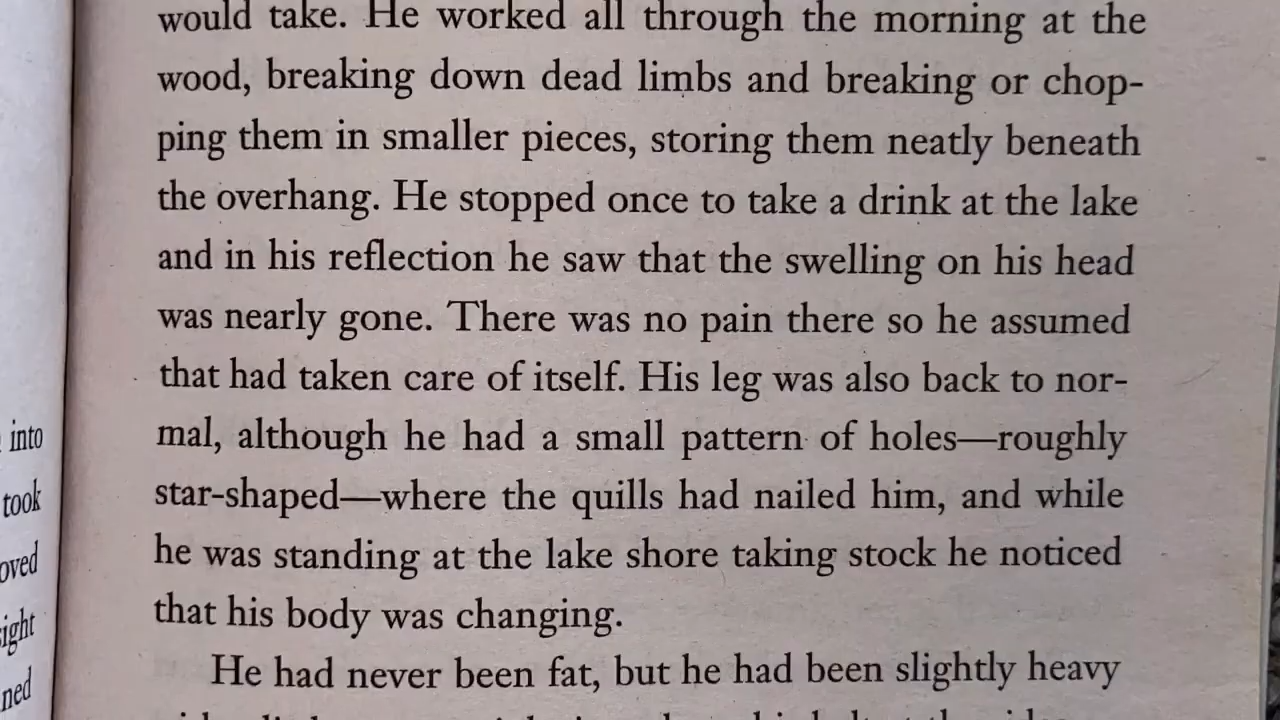 would take. He worked all through the morning at the
wood, breaking down dead limbs and breaking or chop-
ping them in smaller pieces, storing them neatly beneath
the overhang. He stopped once to take a drink at the lake
and in his reflection he saw that the swelling on his head
was nearly gone. There was no pain there so he assumed
that had taken care of itself. His leg was also back to nor-
mal, although he had a small pattern of holes—roughly
star-shaped—where the quills had nailed him, and while
he was standing at the lake shore taking stock he noticed
that his body was changing.
He had never been fat, but he had been slightly heavy
into
took